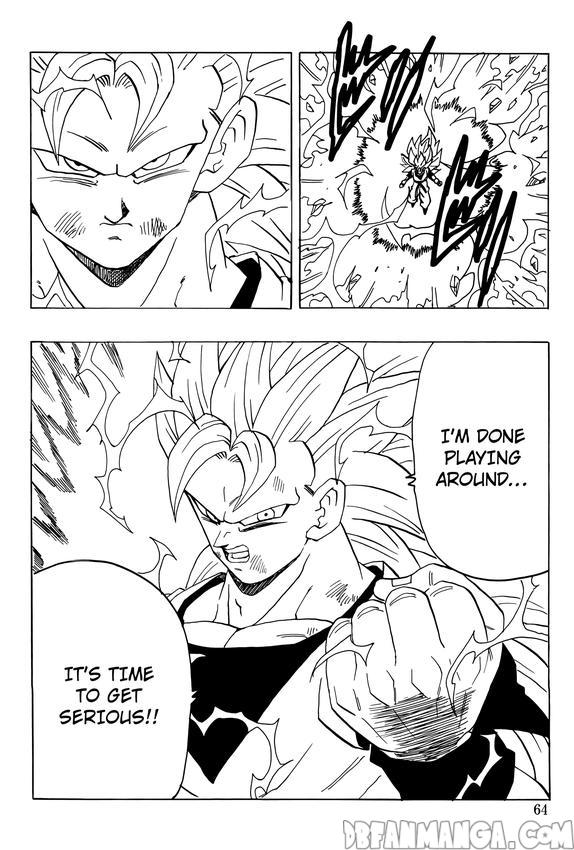 I'M DONE
PLAYING
AROUND...
IT'S TIME
TO GET
SERIOUS!!
64
DBFANMANGA.COM